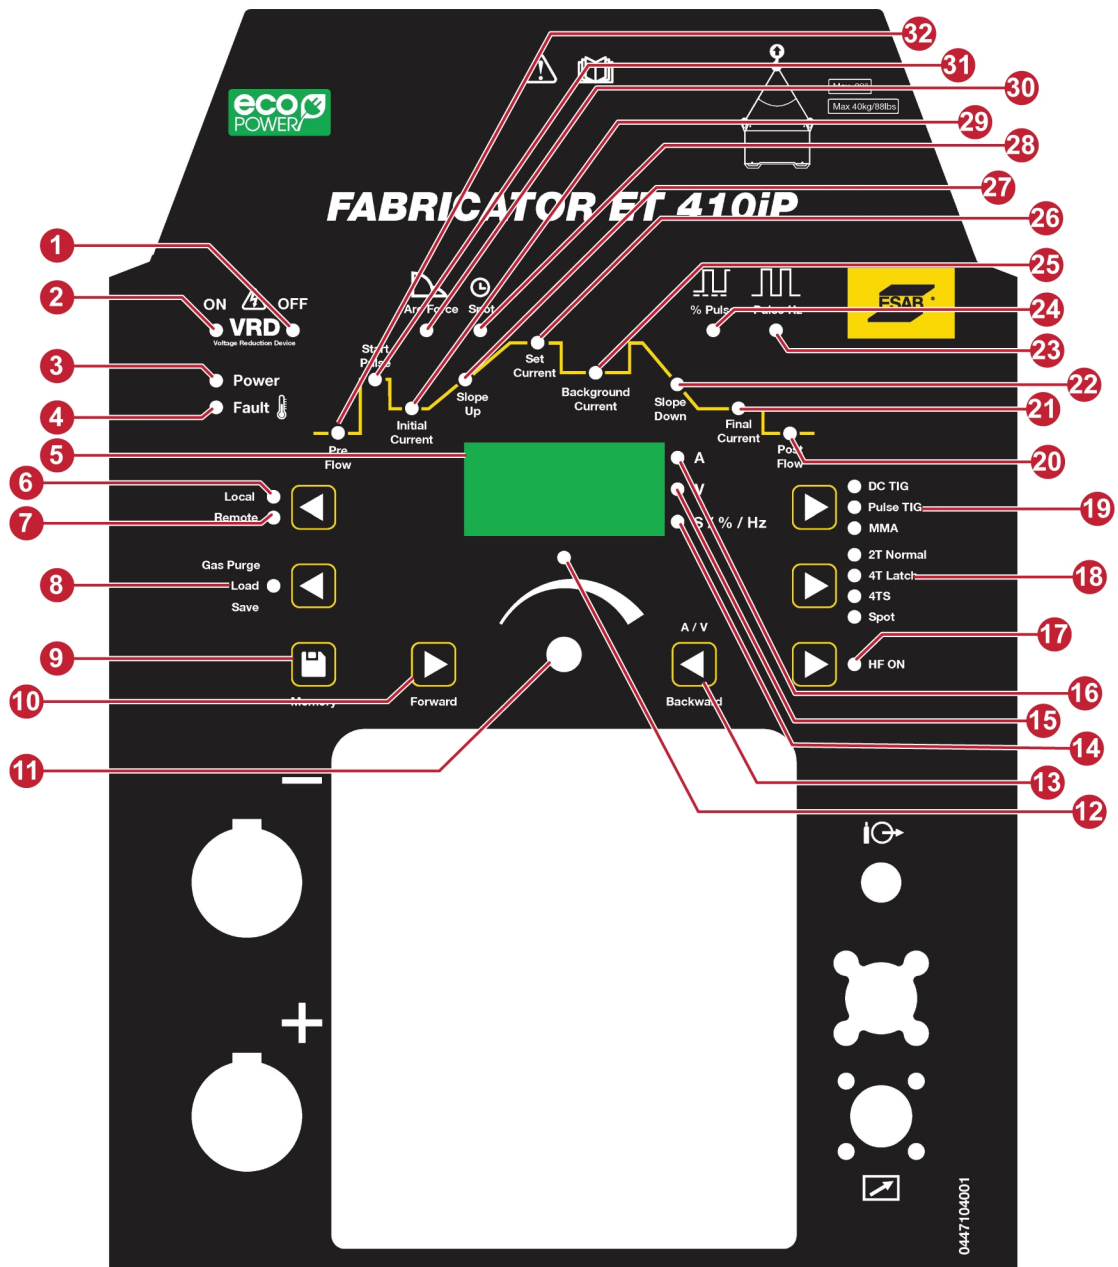 32
31
30
29
28
27
26
25
24
23
22
21
20
19
18
17
16
15
14
13
12
1
2
3
4
5
6
7
8
9
10
11
eco
POWER
Max 40kg/88lbs
FABRICATOR ET 410iP
ON OFF
VRD
Voltage Reduction Device
Power
Fault
Arc Force
Spot
% Pulse
Pulse Hz
ESAB
Start
Pulse
Set
Current
Background
Current
Slope
Up
Initial
Current
Slope
Down
Final
Current
Pre
Flow
Post
Flow
A
V
S / % / Hz
Local
Remote
Gas Purge
Load
Save
DC TIG
Pulse TIG
MMA
2T Normal
4T Latch
4TS
Spot
HF ON
A / V
Memory
Forward
Backward
0447104001